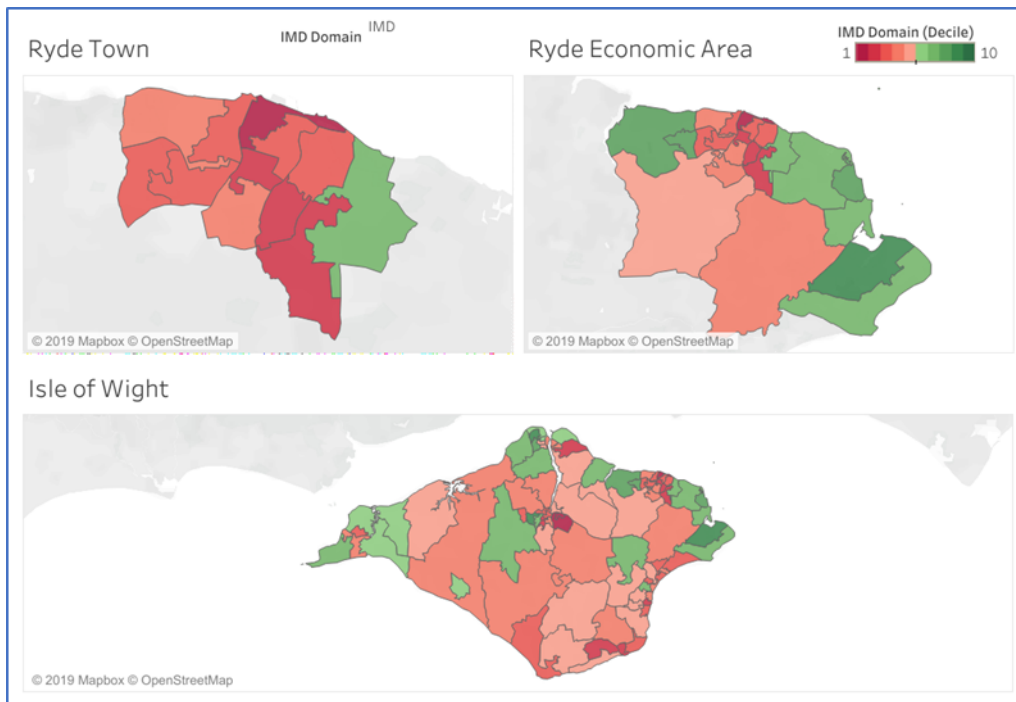 Ryde Town
IMD Domain IMD
Ryde Economic Area
IMD Domain (Decile)
1 10
© 2019 Mapbox © OpenStreetMap
© 2019 Mapbox © OpenStreetMap
Isle of Wight
© 2019 Mapbox © OpenStreetMap